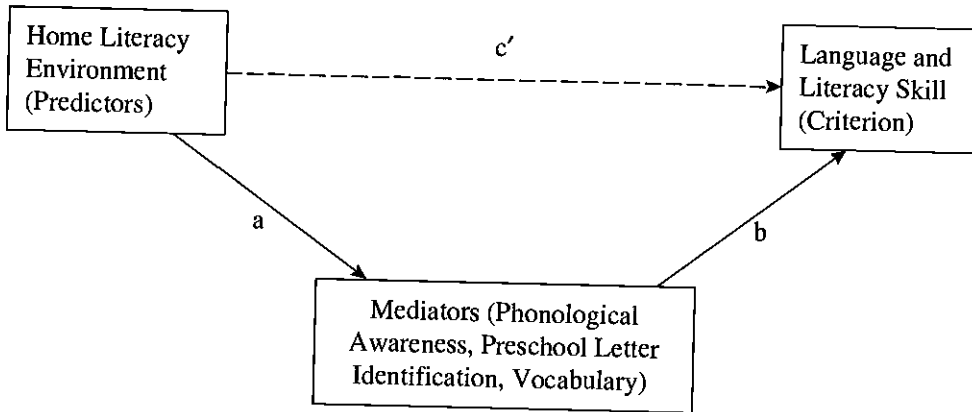 Home Literacy
Environment
(Predictors)
c′
Language and
Literacy Skill
(Criterion)
a
b
Mediators (Phonological
Awareness, Preschool Letter
Identification, Vocabulary)